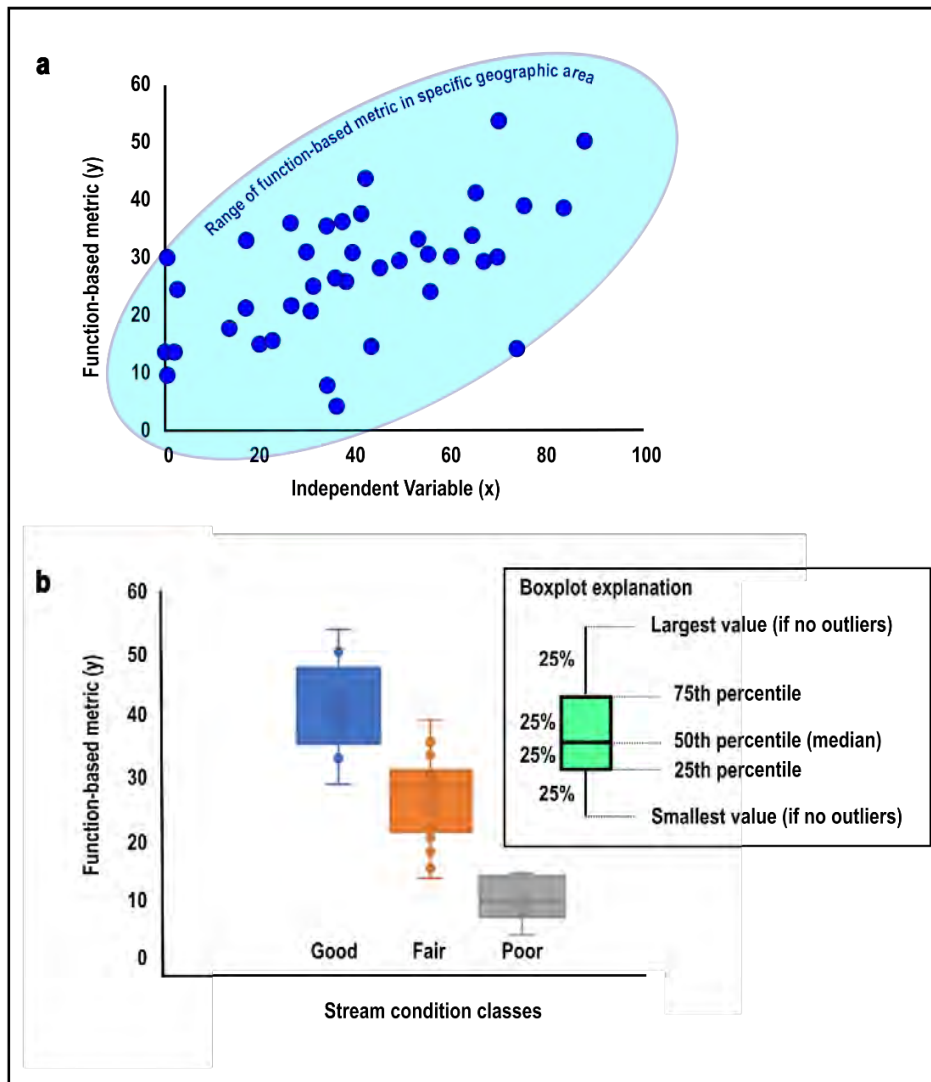 a
Range of function-based metric in specific geographic area
Function-based metric (y)
60
50
40
30
20
10
0
0 20 40 60 80 100
Independent Variable (x)
b
Function-based metric (y)
60
50
40
30
20
10
0
Good Fair Poor
Stream condition classes
Boxplot explanation
Largest value (if no outliers)
25%
75th percentile
25%
50th percentile (median)
25%
25th percentile
25%
Smallest value (if no outliers)